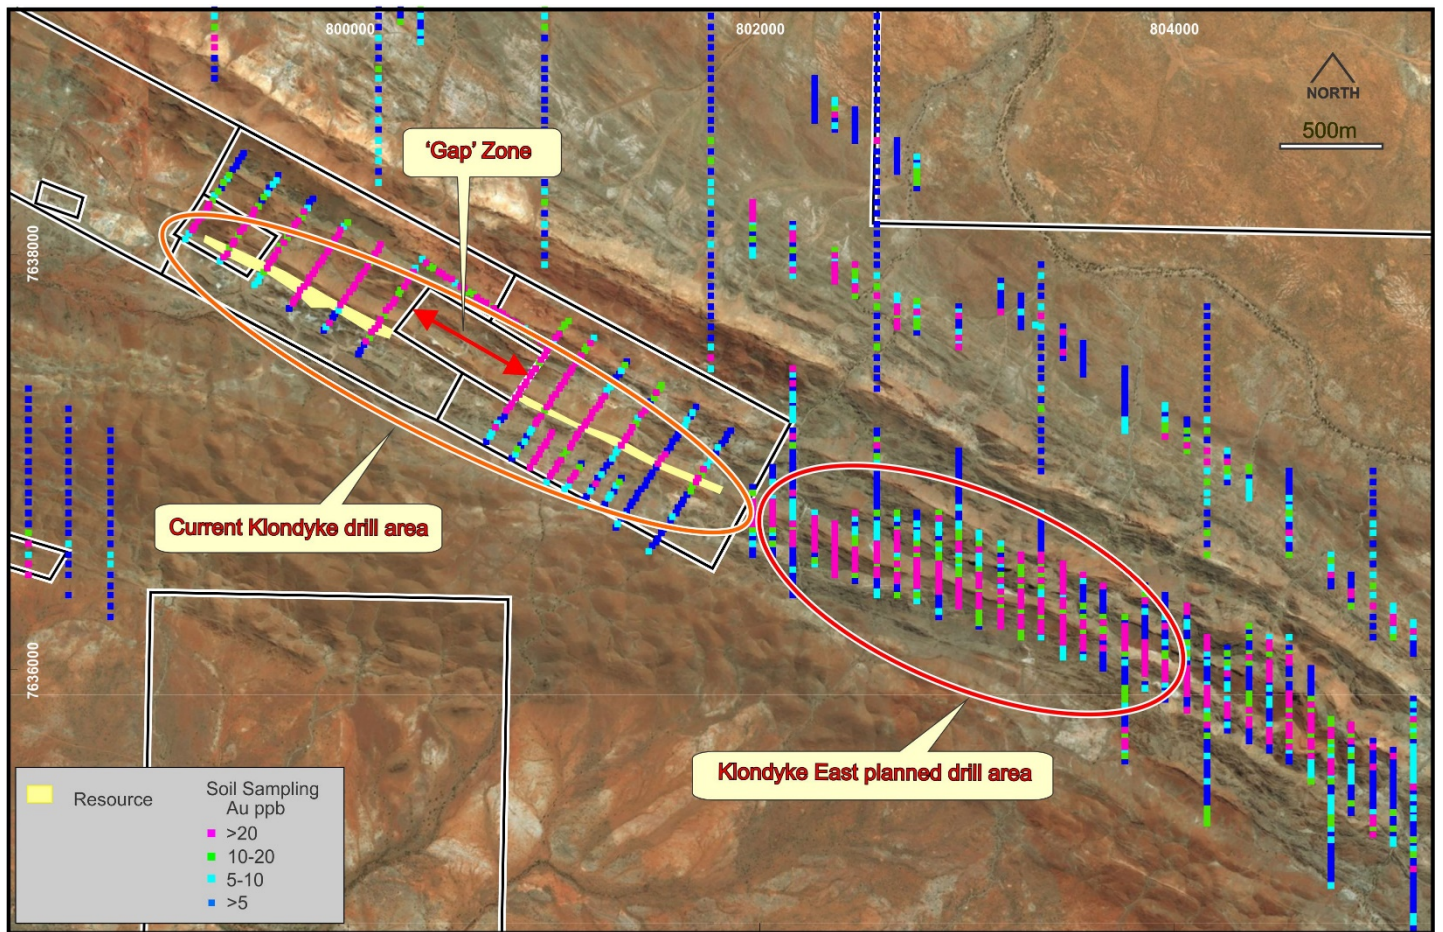 800000
802000
804000
NORTH
500m
'Gap' Zone
7638000
Current Klondyke drill area
7636000
Klondyke East planned drill area
Resource
Soil Sampling
Au ppb
>20
10-20
5-10
>5